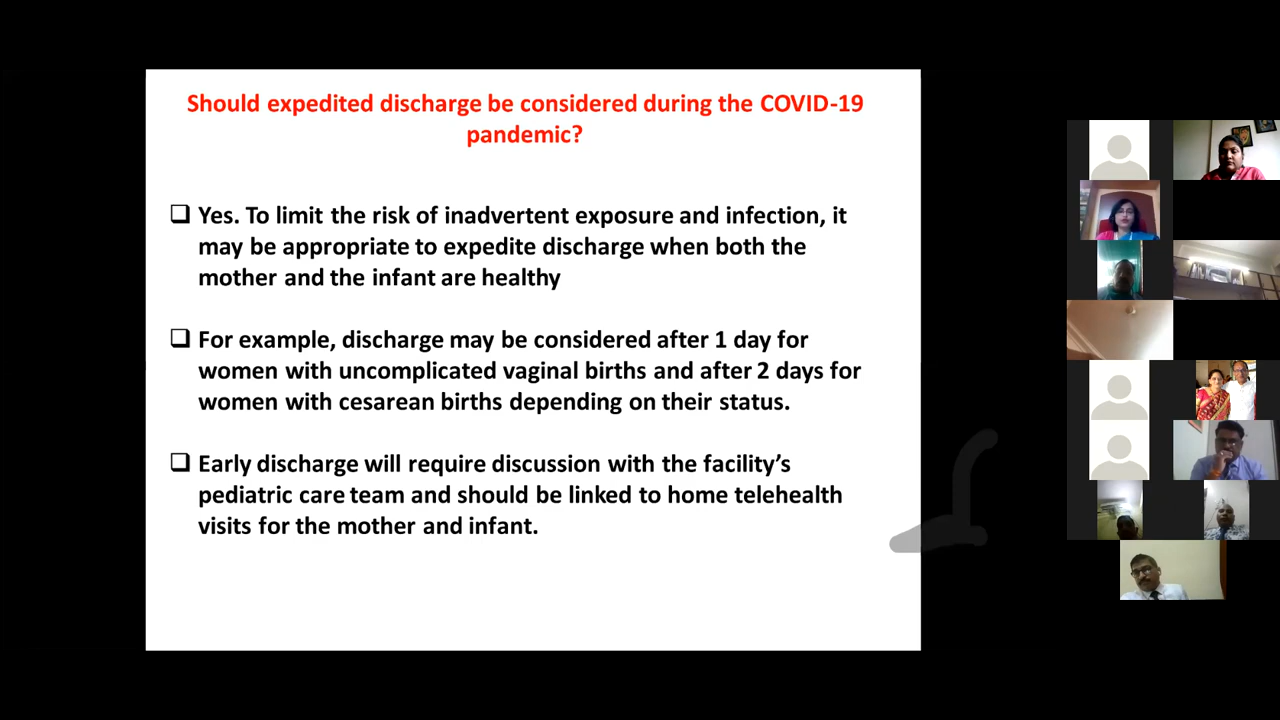 Should expedited discharge be considered during the COVID-19
pandemic?
Yes. To limit the risk of inadvertent exposure and infection, it
may be appropriate to expedite discharge when both the
mother and the infant are healthy
For example, discharge may be considered after 1 day for
women with uncomplicated vaginal births and after 2 days for
women with cesarean births depending on their status.
Early discharge will require discussion with the facility’s
pediatric care team and should be linked to home telehealth
visits for the mother and infant.